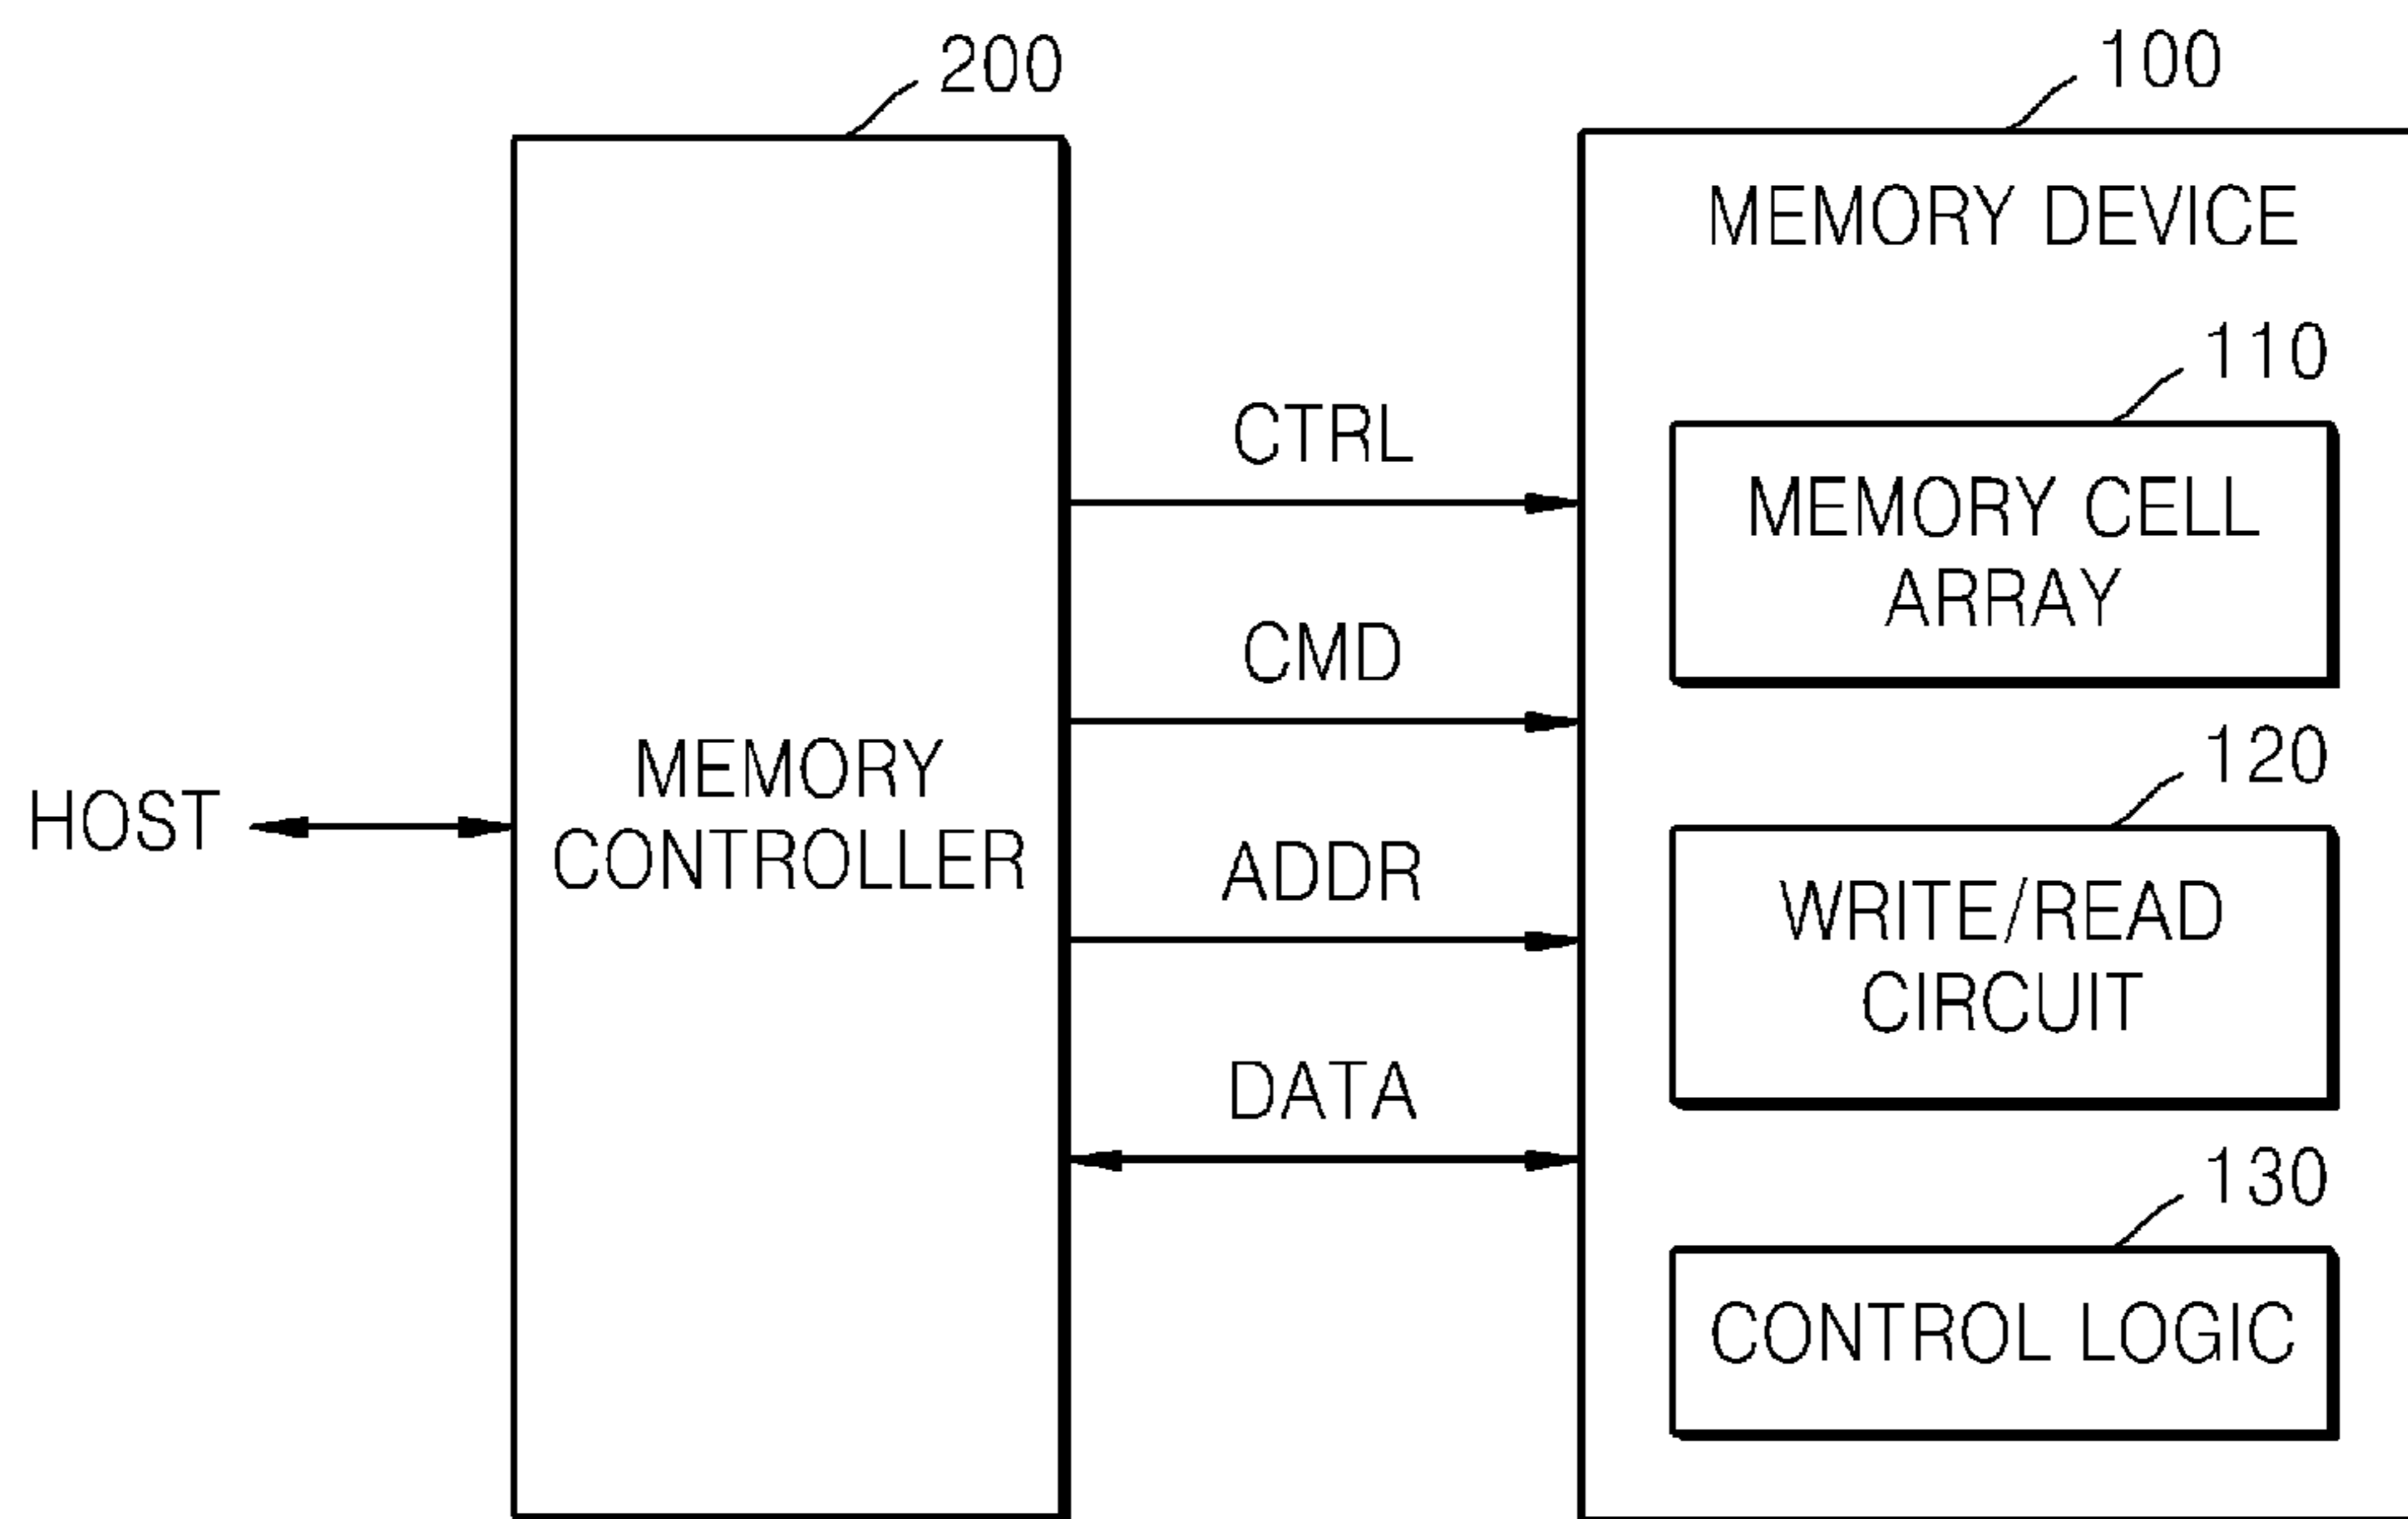 200
100
MEMORY DEVICE
110
CTRL
MEMORY CELL
ARRAY
CMD
120
HOST
MEMORY
CONTROLLER
ADDR
WRITE/READ
CIRCUIT
DATA
130
CONTROL LOGIC